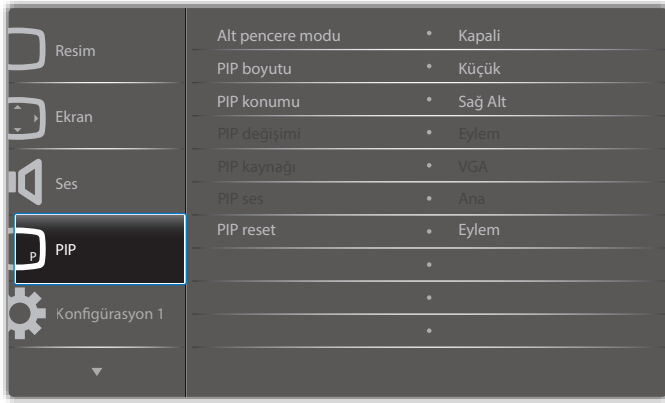 Resim
Ekran
Ses
P
PIP
Konfigürasyon 1
Alt pencere modu • Kapali
PIP boyutu • Küçük
PIP konumu • Sağ Alt
PIP değişimi • Eylem
PIP kaynağı • VGA
PIP ses • Ana
PIP reset • Eylem